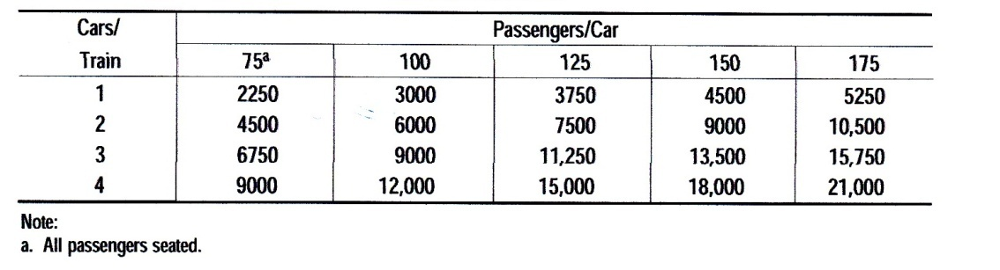 Cars/ Passengers/Car
Train 75a 100 125 150 175
1 2250 3000 3750 4500 5250
2 4500 6000 7500 9000 10,500
3 6750 9000 11,250 13,500 15,750
4 9000 12,000 15,000 18,000 21,000
Note:
a. All passengers seated.